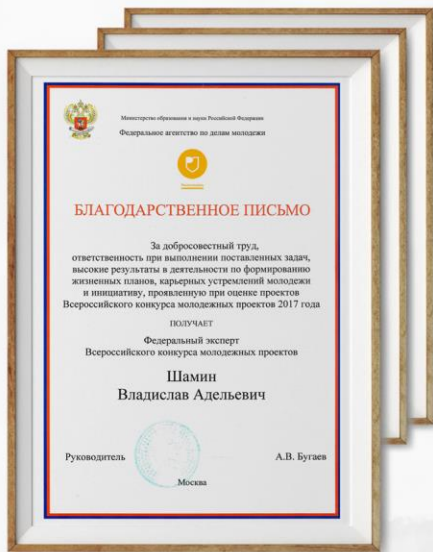 Министерство образования и науки Российской Федерации
Федеральное агентство по делам молодежи
БЛАГОДАРСТВЕННОЕ ПИСЬМО
За добросовестный труд,
ответственность при выполнении поставленных задач,
высокие результаты в деятельности по формированию
жизненных планов, карьерных устремлений молодежи
и инициативу, проявленную при оценке проектов
Всероссийского конкурса молодежных проектов 2017 года
ПОЛУЧАЕТ
Федеральный эксперт
Всероссийского конкурса молодежных проектов
Шамин
Владислав Адельевич
Руководитель
А.В. Бугаев
Москва